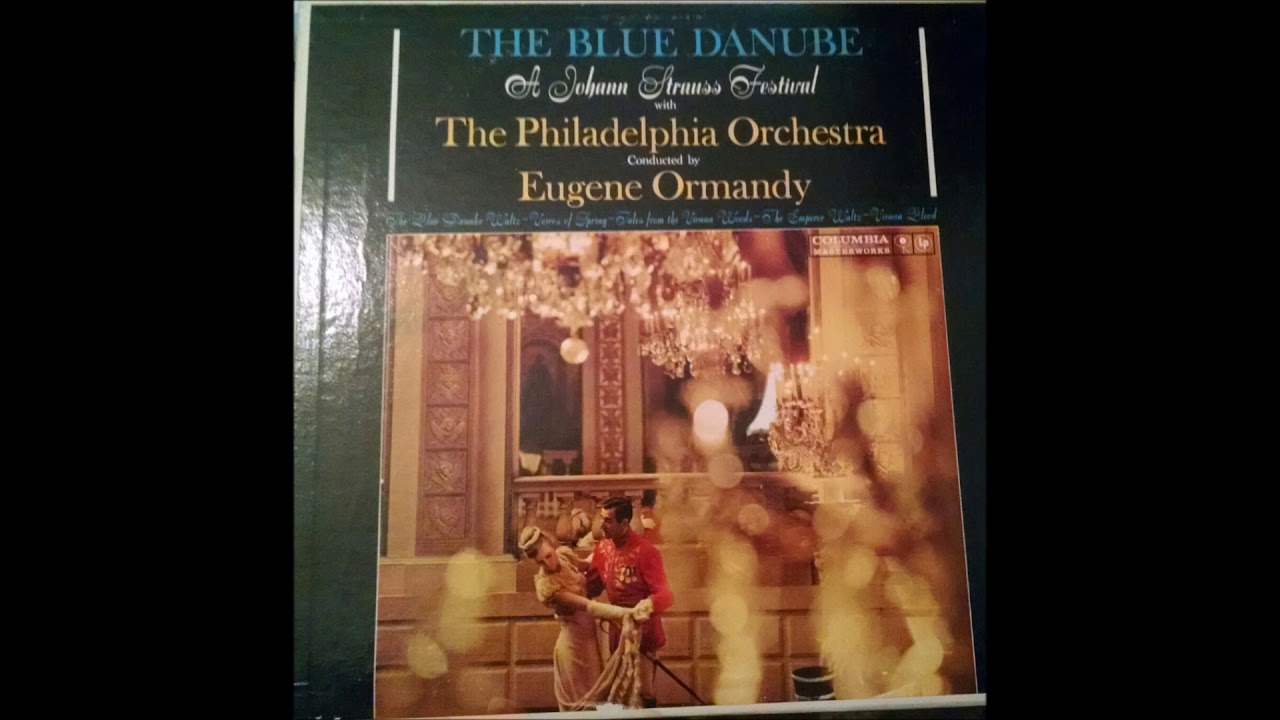 THE BLUE DANUBE
A Johann Strauss Festival
with
The Philadelphia Orchestra
Conducted by
Eugene Ormandy
The Blue Danube Waltz–Voices of Spring–Tales from the Vienna Woods–The Emperor Waltz–Vienna Blood
COLUMBIA
MASTERWORKS
LP